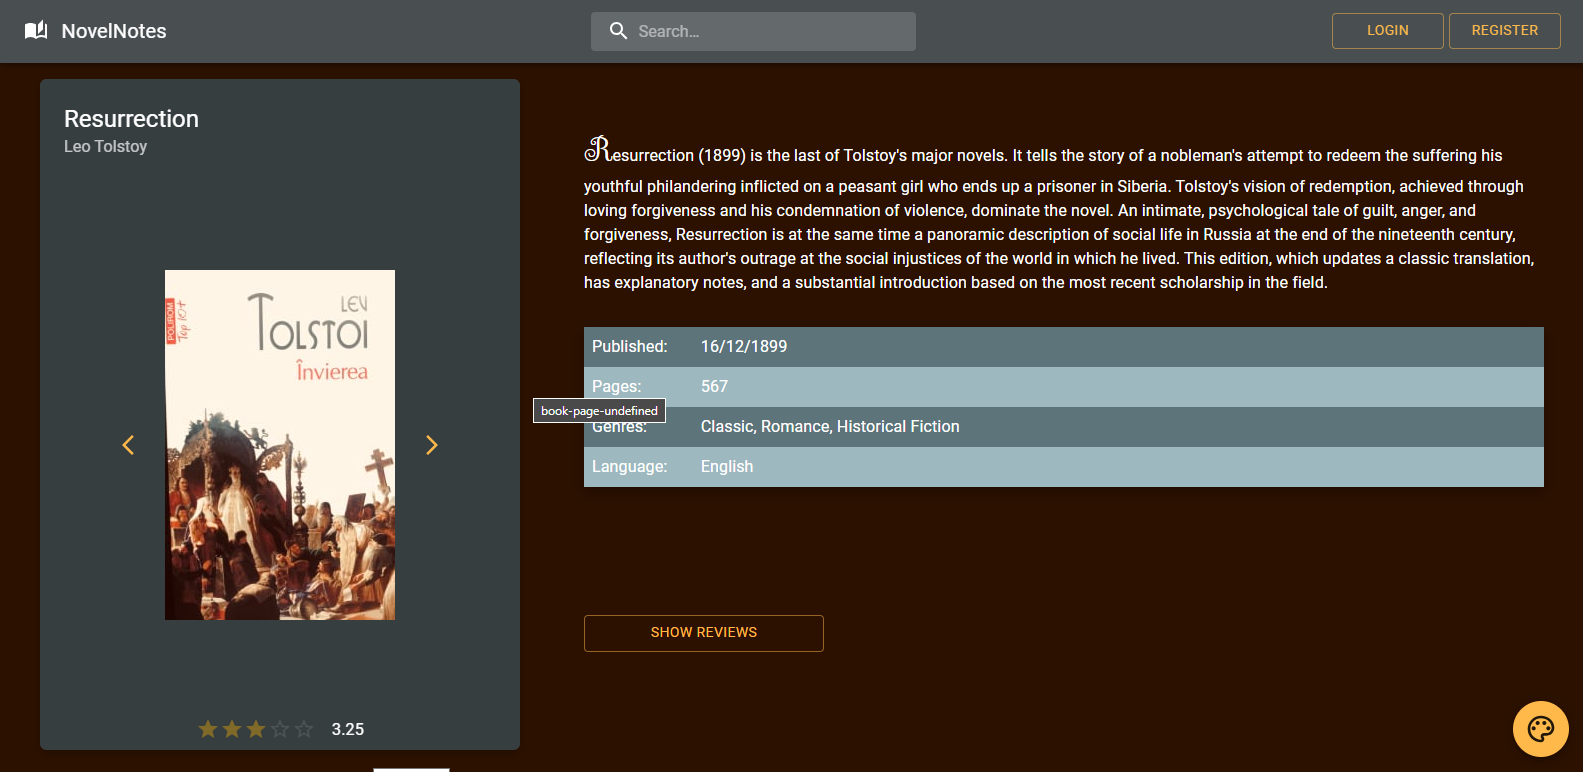 NovelNotes
Search...
LOGIN
REGISTER
Resurrection
Leo Tolstoy
POLIROM
Top 10+
LEV
TOLSTOI
Învierea
3.25
Resurrection (1899) is the last of Tolstoy's major novels. It tells the story of a nobleman's attempt to redeem the suffering his
youthful philandering inflicted on a peasant girl who ends up a prisoner in Siberia. Tolstoy's vision of redemption, achieved through
loving forgiveness and his condemnation of violence, dominate the novel. An intimate, psychological tale of guilt, anger, and
forgiveness, Resurrection is at the same time a panoramic description of social life in Russia at the end of the nineteenth century,
reflecting its author's outrage at the social injustices of the world in which he lived. This edition, which updates a classic translation,
has explanatory notes, and a substantial introduction based on the most recent scholarship in the field.
Published: 16/12/1899
Pages: 567
book-page-undefined
Genres: Classic, Romance, Historical Fiction
Language: English
SHOW REVIEWS